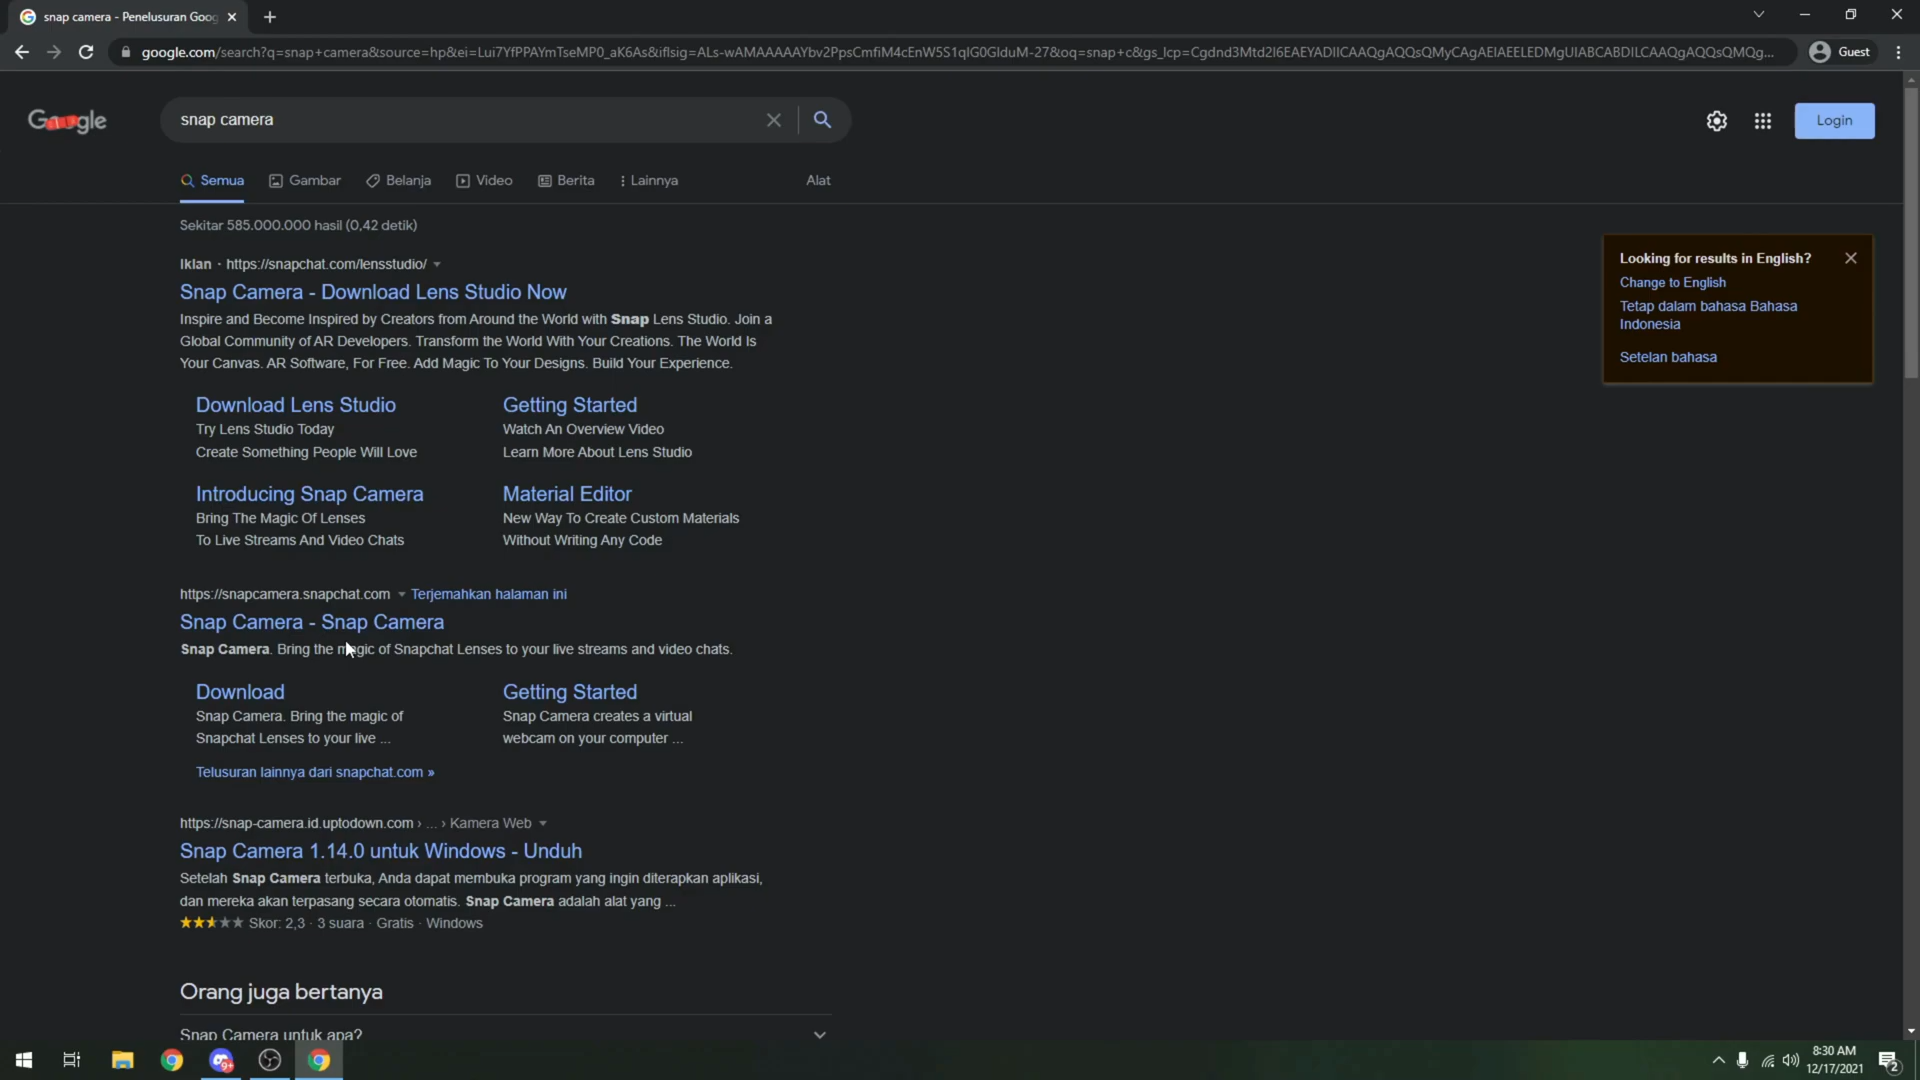 snap camera - Penelusuran Goog
google.com/search?q=snap+camera&source=hp&ei=Lui7YfPPAYmTseMP0_aK6As&iflsig=ALs-wAMAAAAAYbv2PpsCmfiM4cEnW5S1qIG0GIduM-27&oq=snap+c&gs_lcp=Cgdnd3Mtd2l6EAEYADIICAAQgAQQsQMyCAgAEIAEELEDMgUIABCABDILCAAQgAQQsQMQg...
Guest
Google
snap camera
Login
Semua
Gambar
Belanja
Video
Berita
Lainnya
Alat
Sekitar 585.000.000 hasil (0,42 detik)
Iklan · https://snapchat.com/lensstudio/
Snap Camera - Download Lens Studio Now
Inspire and Become Inspired by Creators from Around the World with Snap Lens Studio. Join a
Global Community of AR Developers. Transform the World With Your Creations. The World Is
Your Canvas. AR Software, For Free. Add Magic To Your Designs. Build Your Experience.
Download Lens Studio
Try Lens Studio Today
Create Something People Will Love
Getting Started
Watch An Overview Video
Learn More About Lens Studio
Introducing Snap Camera
Bring The Magic Of Lenses
To Live Streams And Video Chats
Material Editor
New Way To Create Custom Materials
Without Writing Any Code
https://snapcamera.snapchat.com Terjemahkan halaman ini
Snap Camera - Snap Camera
Snap Camera. Bring the magic of Snapchat Lenses to your live streams and video chats.
Download
Snap Camera. Bring the magic of
Snapchat Lenses to your live ...
Getting Started
Snap Camera creates a virtual
webcam on your computer ...
Telusuran lainnya dari snapchat.com »
https://snap-camera.id.uptodown.com › ... › Kamera Web
Snap Camera 1.14.0 untuk Windows - Unduh
Setelah Snap Camera terbuka, Anda dapat membuka program yang ingin diterapkan aplikasi,
dan mereka akan terpasang secara otomatis. Snap Camera adalah alat yang ...
Skor: 2,3 · 3 suara · Gratis · Windows
Orang juga bertanya
Snap Camera untuk apa?
Looking for results in English?
Change to English
Tetap dalam bahasa Bahasa
Indonesia
Setelan bahasa
9+
8:30 AM
12/17/2021
2